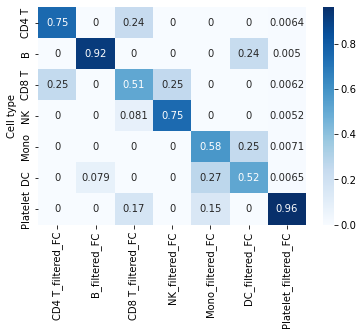 CD4 T 0.75 0 0.24 0 0 0 0.0064
B 0 0.92 0 0 0 0.24 0.005
CD8 T 0.25 0 0.51 0.25 0 0 0.0062
NK 0 0 0.081 0.75 0 0 0.0052
Mono 0 0 0 0 0.58 0.25 0.0071
DC 0 0.079 0 0 0.27 0.52 0.0065
Platelet 0 0 0.17 0 0.15 0 0.96
Cell type
CD4 T_filtered_FC
B_filtered_FC
CD8 T_filtered_FC
NK_filtered_FC
Mono_filtered_FC
DC_filtered_FC
Platelet_filtered_FC
0.8
0.6
0.4
0.2
0.0